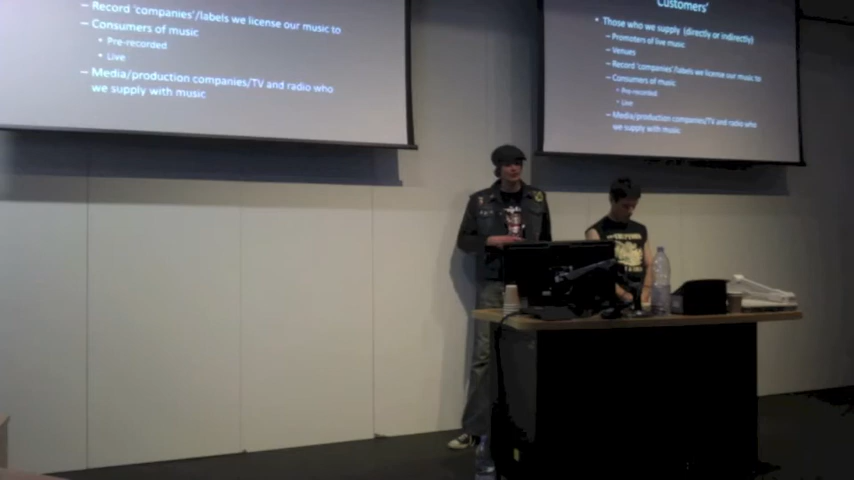 – Record 'companies'/labels we license our music to
– Consumers of music
• Pre-recorded
• Live
– Media/production companies/TV and radio who
we supply with music
Customers'
• Those who we supply (directly or indirectly)
– Promoters of live music
– Venues
– Record 'companies'/labels we license our music to
– Consumers of music
• Pre-recorded
• Live
– Media/production companies/TV and radio who
we supply with music